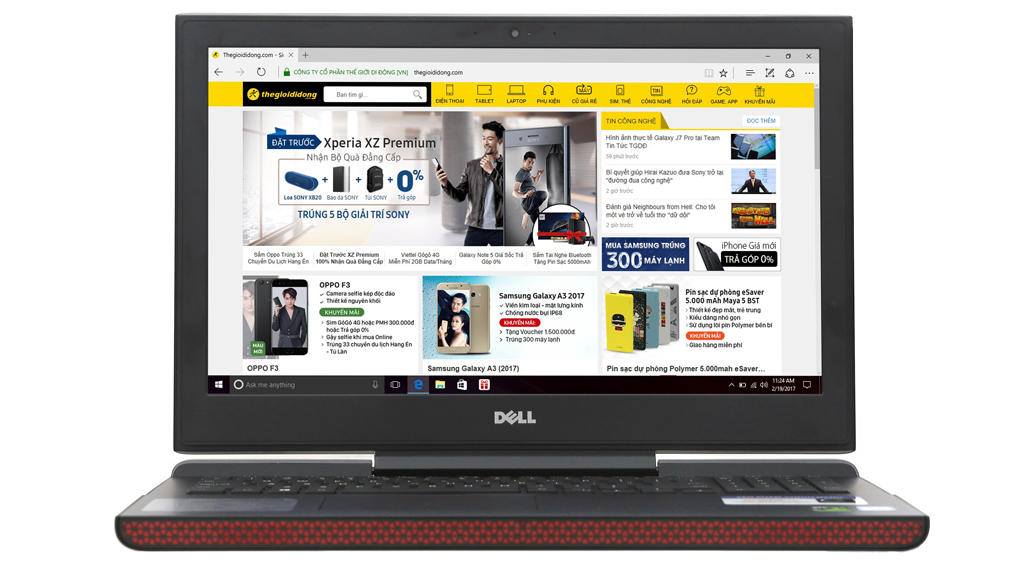 Thegioididong.com - Si
CÔNG TY CỔ PHẦN THẾ GIỚI DI ĐỘNG [VN]
thegioididong.com
thegioididong
Bạn tìm gì...
ĐIỆN THOẠI
TABLET
LAPTOP
PHỤ KIỆN
MÁY
CŨ GIÁ RẺ
SIM, THẺ
TIN
CÔNG NGHỆ
HỎI ĐÁP
GAME, APP
KHUYẾN MÃI
ĐẶT TRƯỚC
Xperia XZ Premium
Nhận Bộ Quà Đẳng Cấp
+ + + 0%
Loa SONY XB20
Bao da SONY
Túi SONY
Trả góp
TRÚNG 5 BỘ GIẢI TRÍ SONY
Sắm Oppo Trúng 33
Chuyến Du Lịch Hang Én
Đặt Trước XZ Premium
100% Nhận Quà Đẳng Cấp
Viettel Gôgô 4G
Miễn Phí 2GB Data/Tháng
Galaxy Note 5 Giá Sốc Trả
Góp 0%
Sắm Tai Nghe Bluetooth
Tặng Pin Sạc 5000mAh
TIN CÔNG NGHỆ
ĐỌC THÊM
Hình ảnh thực tế Galaxy J7 Pro tại Team
Tin Tức TGDĐ
59 phút trước
Bí quyết giúp Hirai Kazuo đưa Sony trở lại
"đường đua công nghệ"
2 giờ trước
Đánh giá Neighbours from Hell: Cho tôi
một vé trở về tuổi thơ "dữ dội"
2 giờ trước
MUA SAMSUNG TRÚNG
300 MÁY LẠNH
iPhone Giá mới
TRẢ GÓP 0%
OPPO F3
Camera selfie kép độc đáo
Thiết kế nguyên khối
KHUYẾN MÃI
Sim GôGô 4G hoặc PMH 300.000đ
hoặc Trả góp 0%
Gậy selfie khi mua Online
Trúng 33 chuyến du lịch Hang Én
- Tú Làn
MÀU
MỚI
OPPO F3
Samsung Galaxy A3 2017
Viền kim loại - mặt lưng kính
Chống nước bụi IP68
KHUYẾN MÃI:
Tặng Voucher 1.500.000đ
Trúng 300 máy lạnh
Samsung Galaxy A3 (2017)
Pin sạc dự phòng eSaver
5.000 mAh Maya 5 BST
Thiết kế đẹp mắt, trẻ trung
Kiểu dáng nhỏ gọn
Sử dụng lõi pin Polymer bền bỉ
KHUYẾN MÃI
Giao hàng miễn phí
Pin sạc dự phòng Polymer 5.000mah eSaver...
Ask me anything
11:24 AM
2/19/2017
DELL